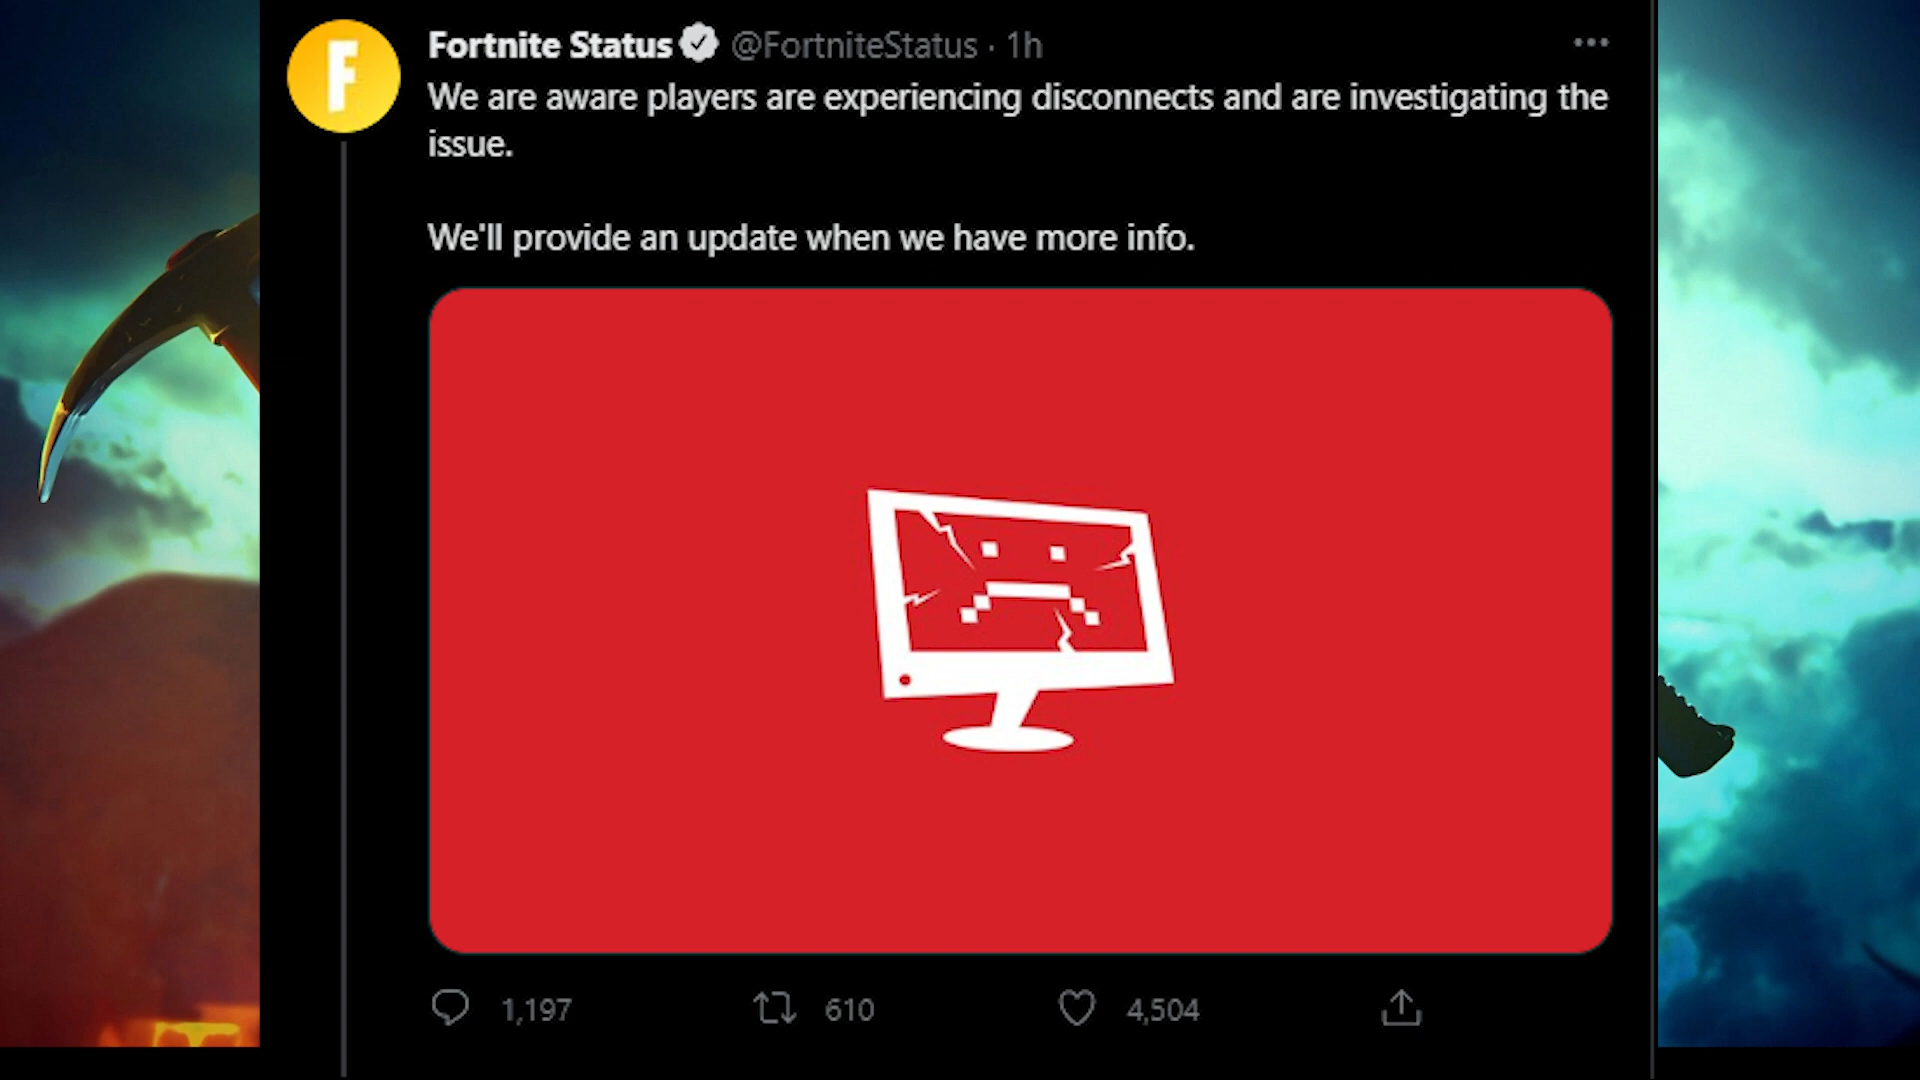 F
Fortnite Status @FortniteStatus · 1h
We are aware players are experiencing disconnects and are investigating the
issue.
We'll provide an update when we have more info.
1,197 610 4,504